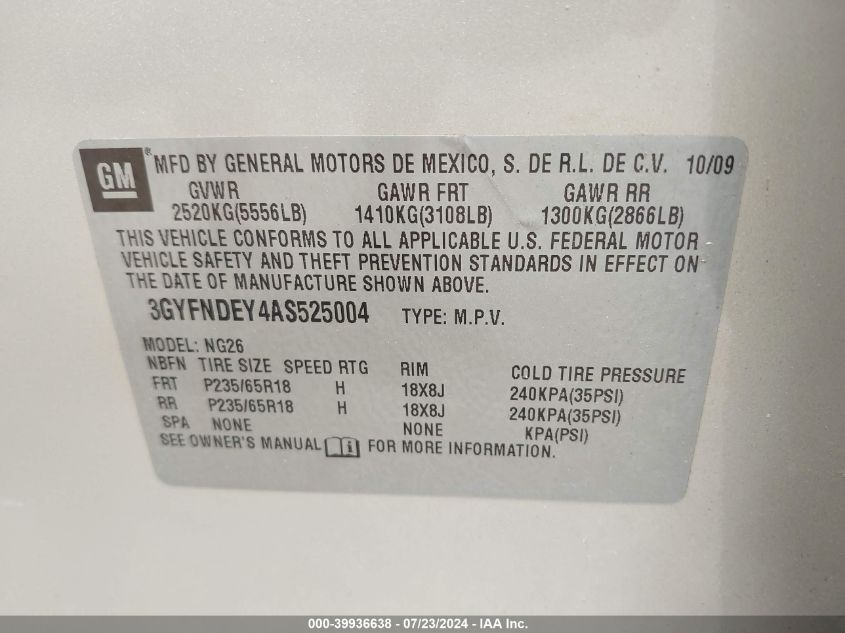 GM ® MFD BY GENERAL MOTORS DE MEXICO, S. DE R.L. DE C.V. 10/09
GVWR GAWR FRT GAWR RR
2520KG(5556LB) 1410KG(3108LB) 1300KG(2866LB)
THIS VEHICLE CONFORMS TO ALL APPLICABLE U.S. FEDERAL MOTOR
VEHICLE SAFETY AND THEFT PREVENTION STANDARDS IN EFFECT ON
THE DATE OF MANUFACTURE SHOWN ABOVE.
3GYFNDEY4AS525004 TYPE: M.P.V.
MODEL: NG26
NBFN TIRE SIZE SPEED RTG RIM COLD TIRE PRESSURE
FRT P235/65R18 H 18X8J 240KPA(35PSI)
RR P235/65R18 H 18X8J 240KPA(35PSI)
SPA NONE NONE KPA(PSI)
SEE OWNER'S MANUAL FOR MORE INFORMATION.
000-39936638 - 07/23/2024 - IAA Inc.